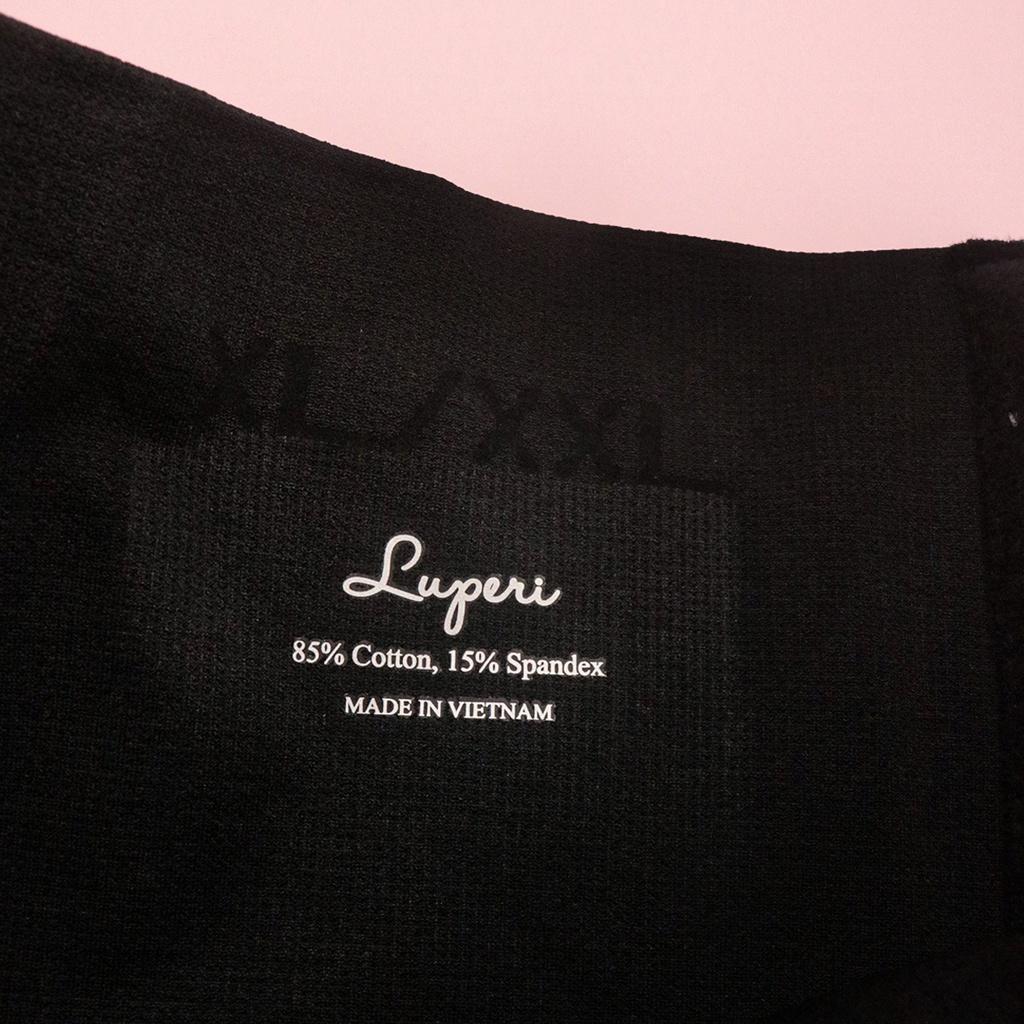 XL/XXL
Luperi
85% Cotton, 15% Spandex
MADE IN VIETNAM